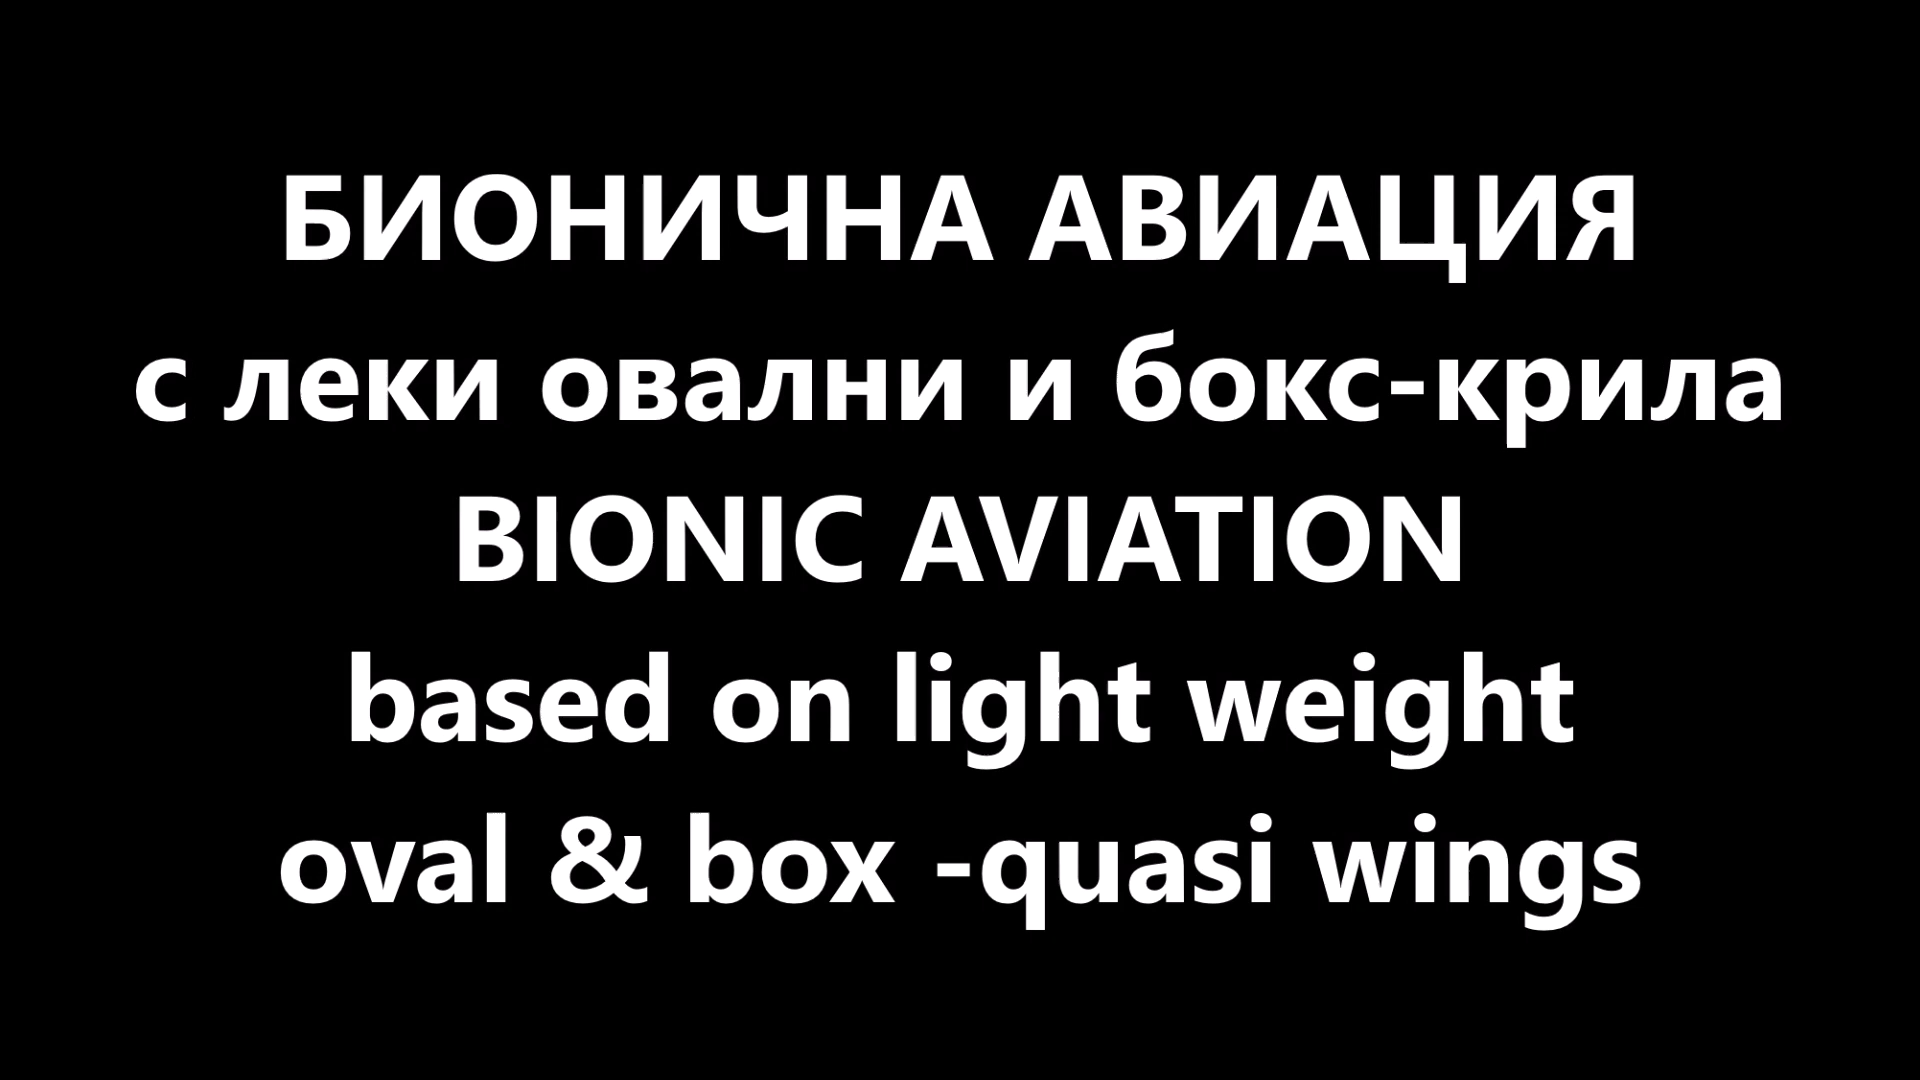 БИОНИЧНА АВИАЦИЯ
с леки овални и бокс-крила
BIONIC AVIATION
based on light weight
oval & box -quasi wings